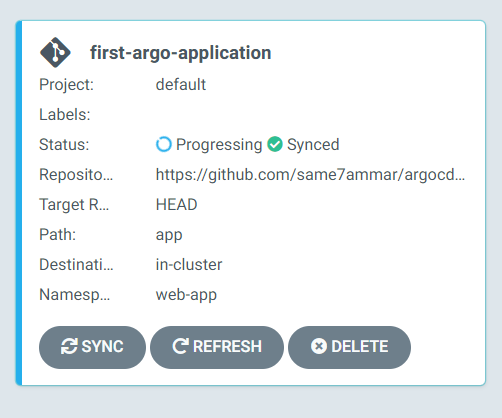 first-argo-application
Project: default
Labels:
Status: Progressing Synced
Reposito... https://github.com/same7ammar/argocd...
Target R... HEAD
Path: app
Destinati... in-cluster
Namesp... web-app
SYNC REFRESH DELETE